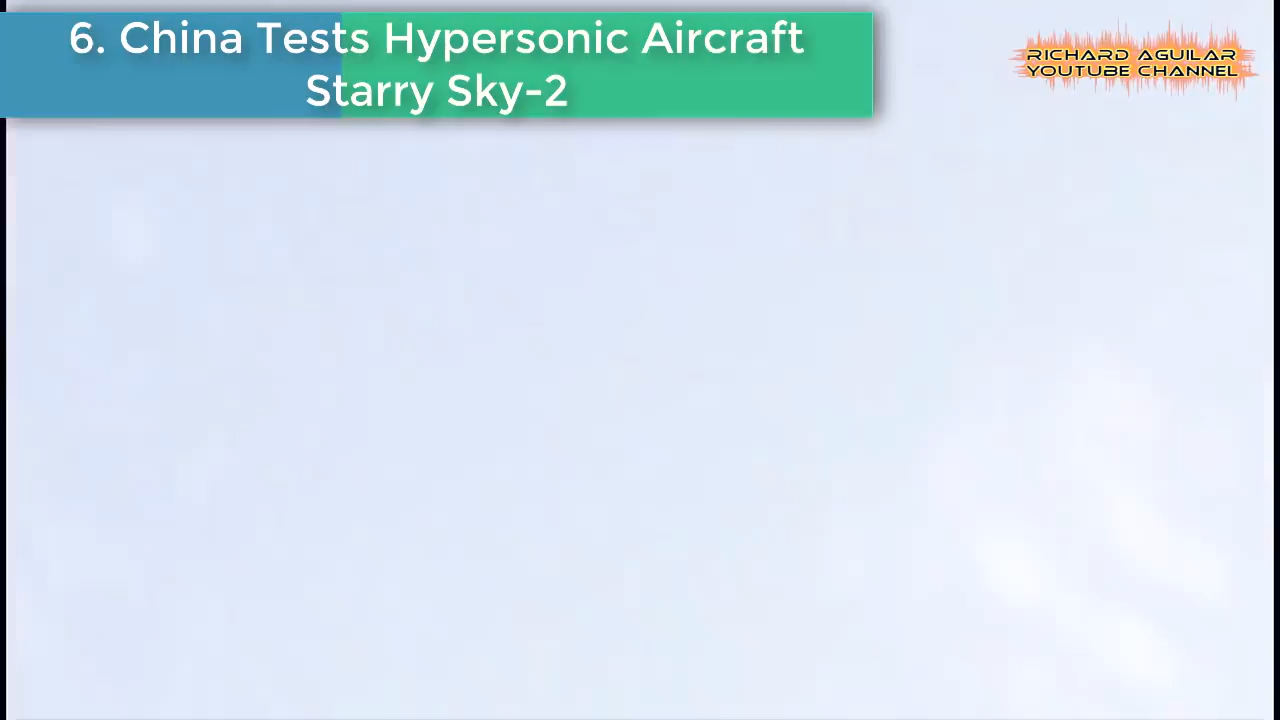 6. China Tests Hypersonic Aircraft
Starry Sky-2
RICHARD AGUILAR
YOUTUBE CHANNEL